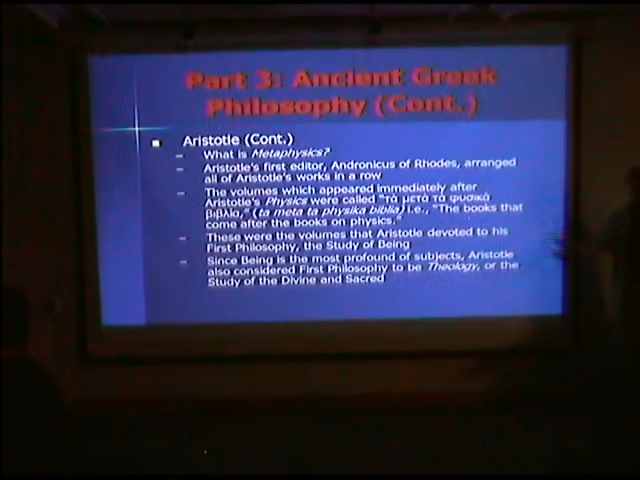 Part 3: Ancient Greek
Philosophy (Cont.)
■ Aristotle (Cont.)
– What is Metaphysics?
– Aristotle's first editor, Andronicus of Rhodes, arranged
all of Aristotle's works in a row
– The volumes which appeared immediately after
Aristotle's Physics were called "τὰ μετὰ τὰ φυσικὰ
βιβλία," (ta meta ta physika biblia) i.e., "The books that
come after the books on physics."
– These were the volumes that Aristotle devoted to his
First Philosophy, the Study of Being
– Since Being is the most profound of subjects, Aristotle
also considered First Philosophy to be Theology, or the
Study of the Divine and Sacred